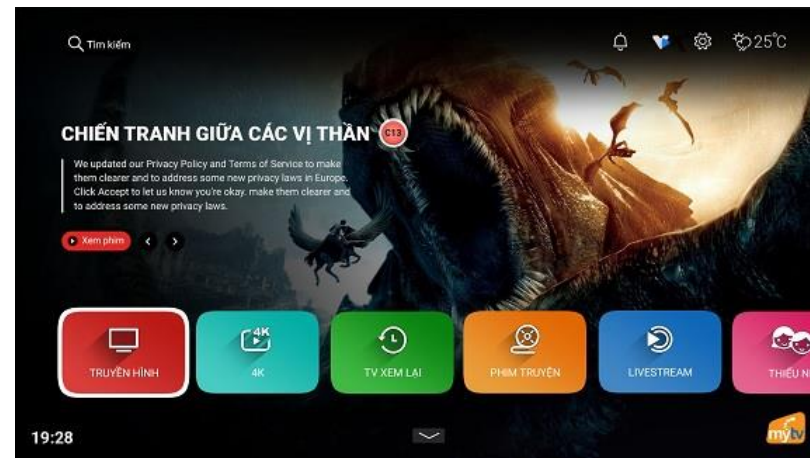 Tìm kiếm
25°C
CHIẾN TRANH GIỮA CÁC VỊ THẦN C13
We updated our Privacy Policy and Terms of Service to make
them clearer and to address some new privacy laws in Europe.
Click Accept to let us know you're okay. make them clearer and
to address some new privacy laws.
Xem phim
4K
TRUYỀN HÌNH
4K
TV XEM LẠI
PHIM TRUYỆN
LIVESTREAM
THIẾU N
19:28
mytv